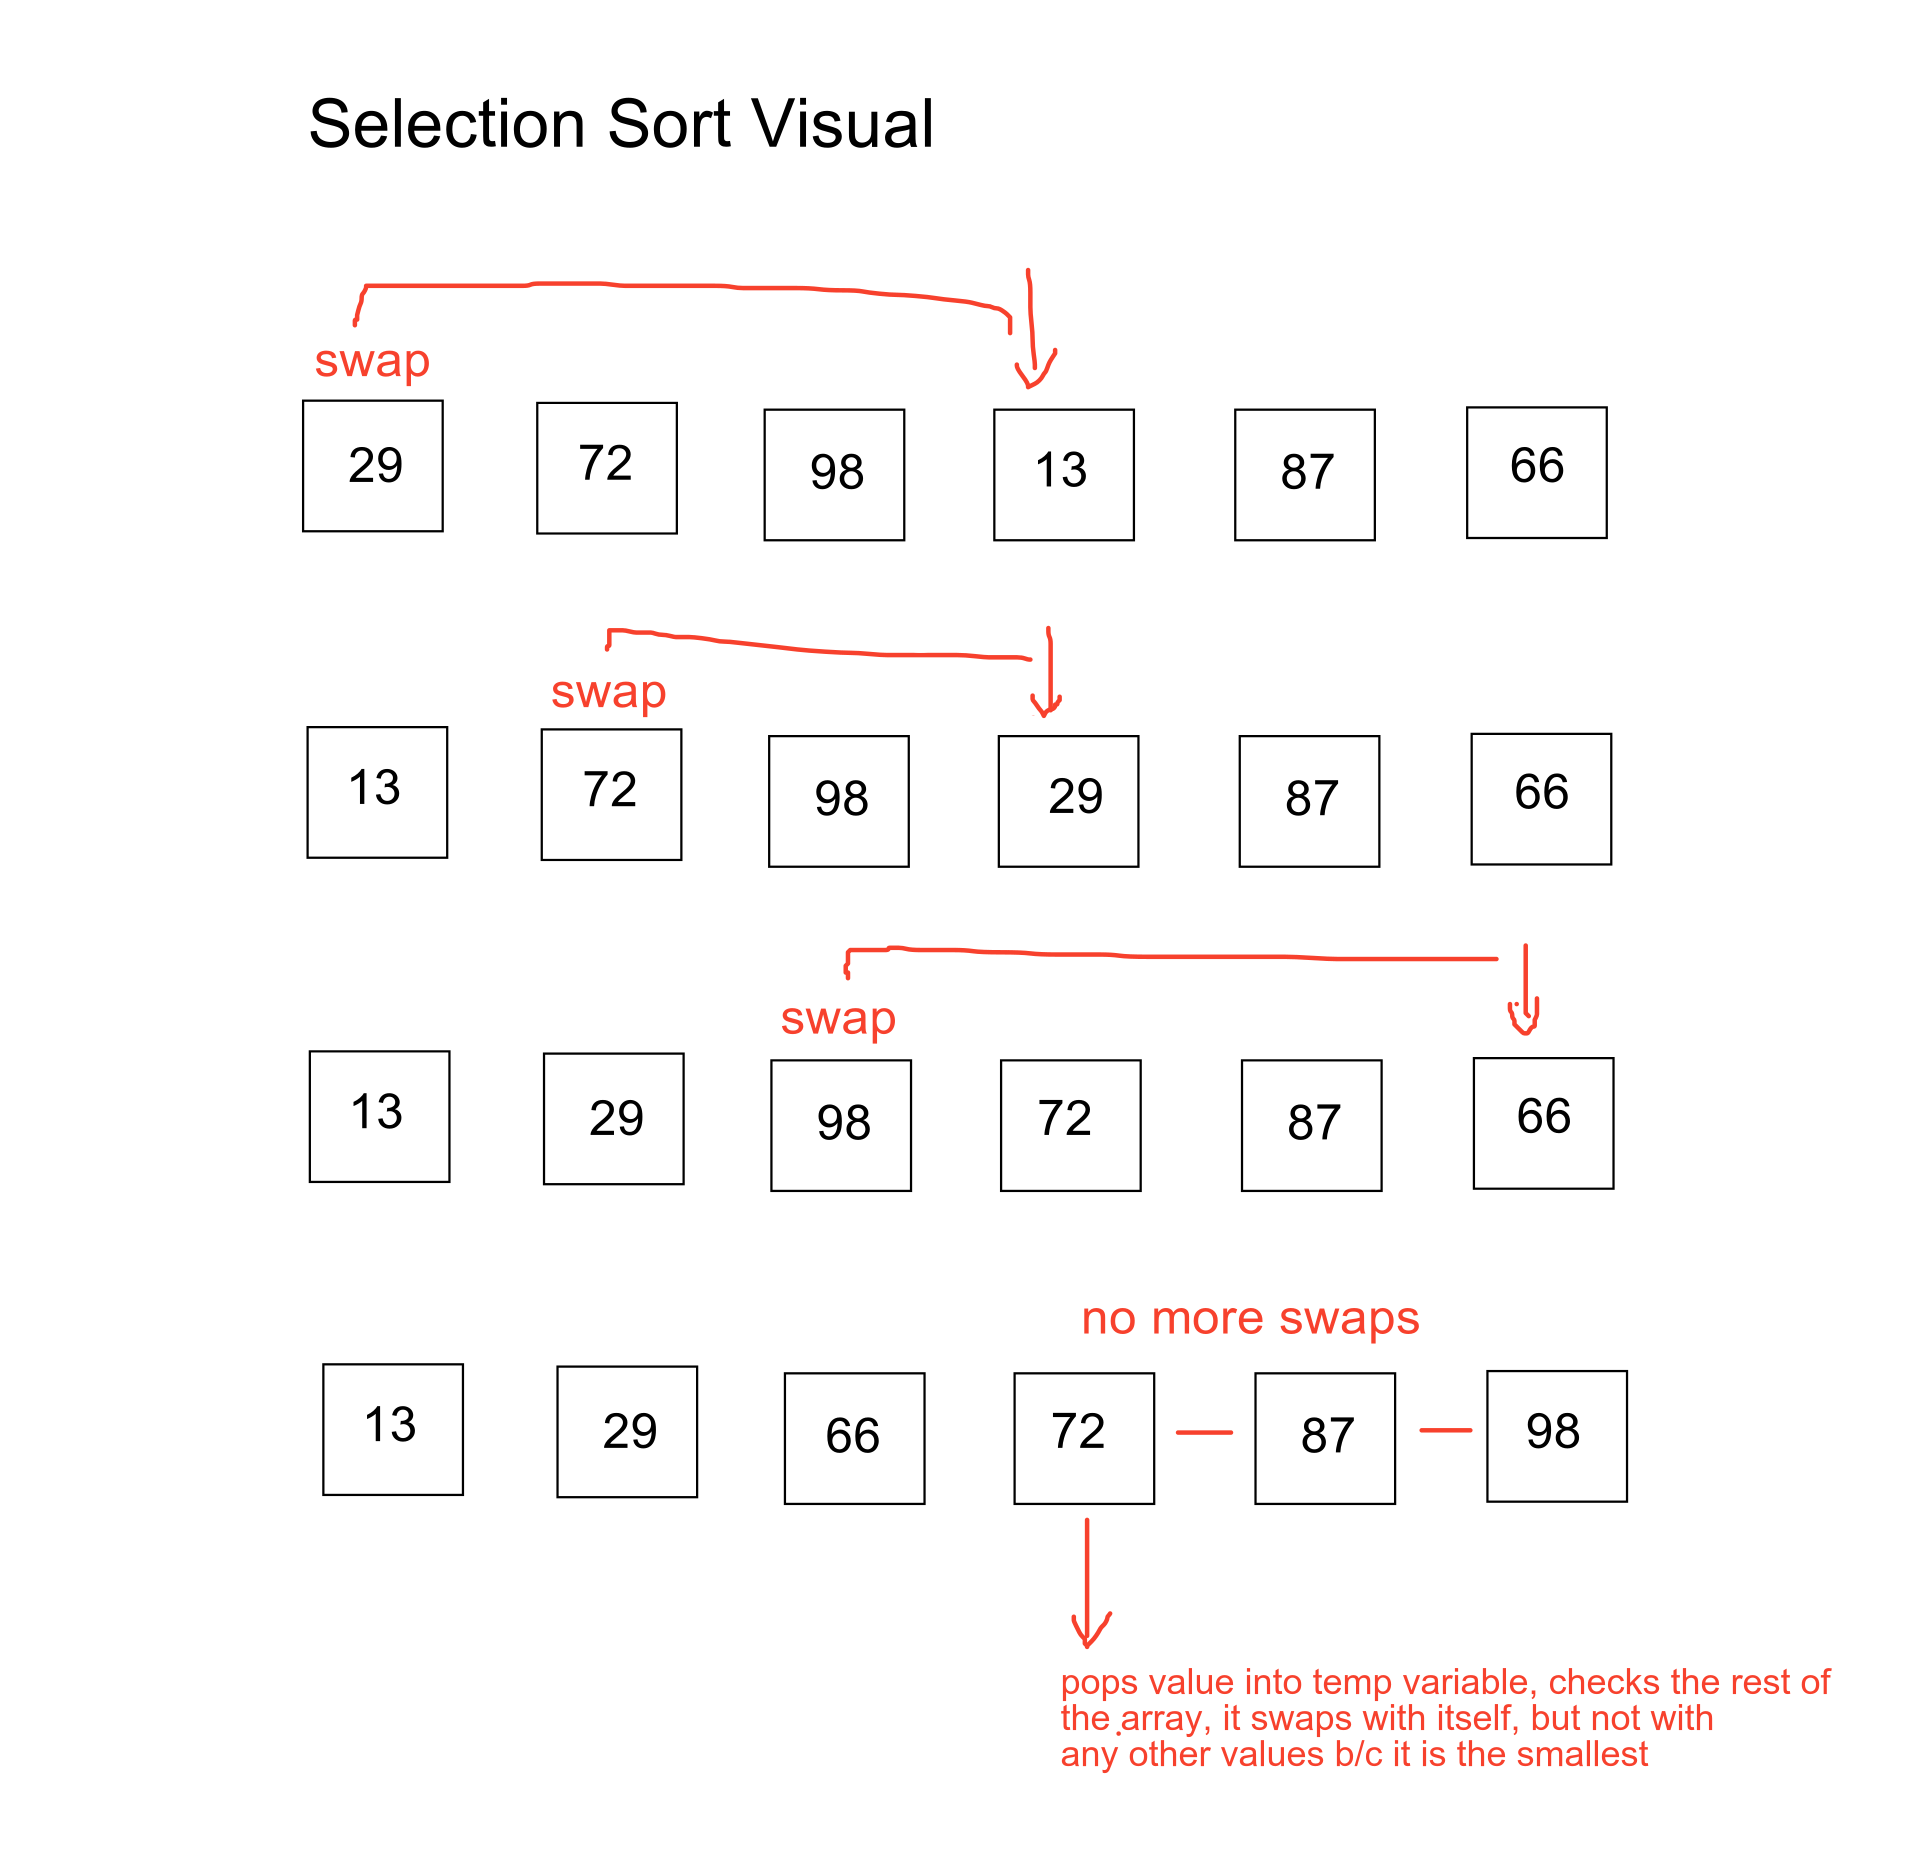 Selection Sort Visual
swap
29 72 98 13 87 66
swap
13 72 98 29 87 66
swap
13 29 98 72 87 66
no more swaps
13 29 66 72 87 98
pops value into temp variable, checks the rest of
the array, it swaps with itself, but not with
any other values b/c it is the smallest